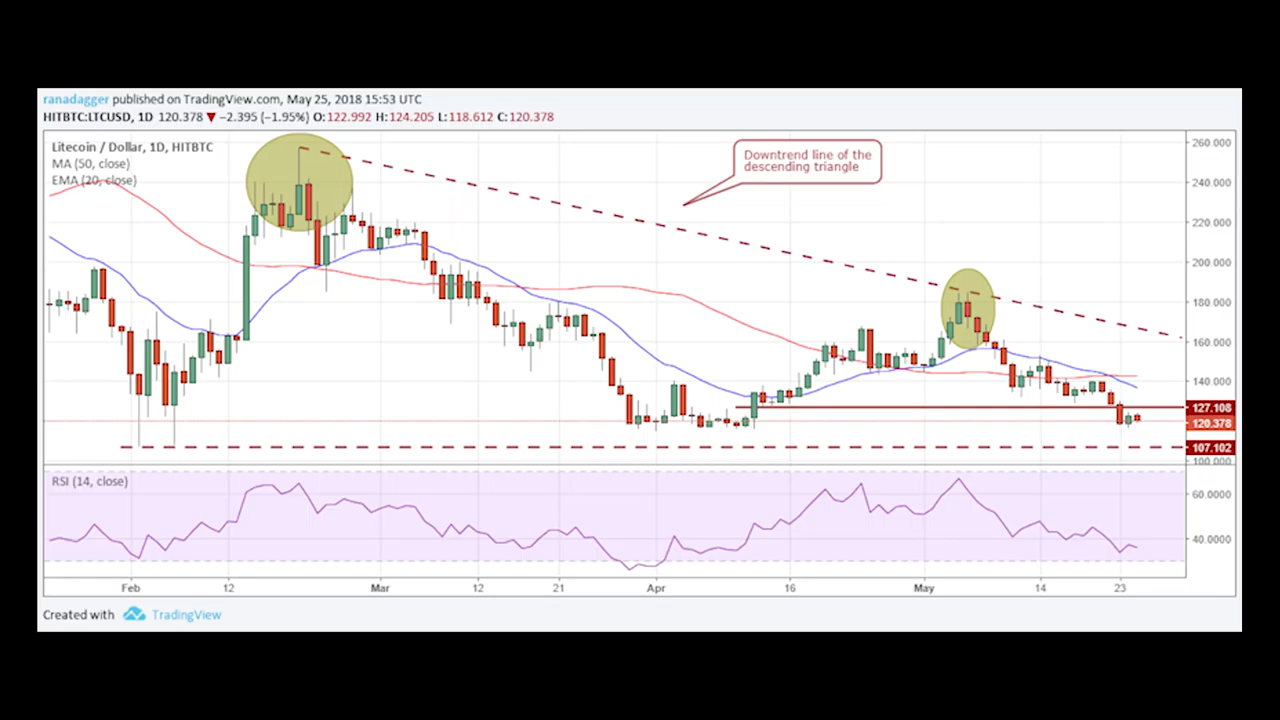 ranadagger published on TradingView.com, May 25, 2018 15:53 UTC
HITBTC:LTCUSD, 1D 120.378 ▼ −2.395 (−1.95%) O:122.992 H:124.205 L:118.612 C:120.378
Litecoin / Dollar, 1D, HITBTC
MA (50, close)
EMA (20, close)
Downtrend line of the
descending triangle
260.000
240.000
220.000
200.000
180.000
160.000
140.000
127.108
120.378
107.102
100.000
RSI (14, close)
60.0000
40.0000
Feb 12 Mar 12 21 Apr 16 May 14 23
Created with TradingView